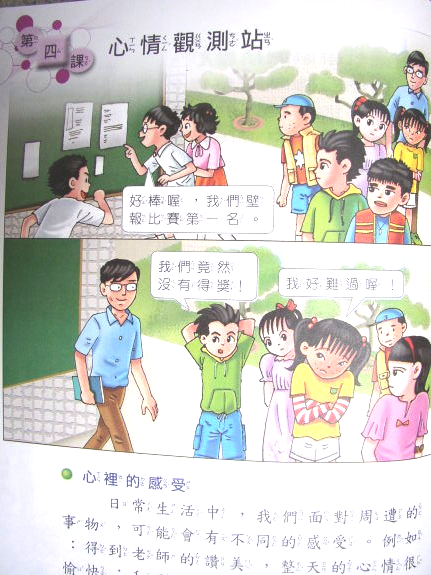 第四課
心情觀測站
好棒喔，我們壁
報比賽第一名。
我們竟然
沒有得獎！
我好難過喔！
心裡的感受
日常生活中，我們面對周遭的
事物，可能會有不同的感受。例如
：得到老師的讚美，整天的心情很
愉快；